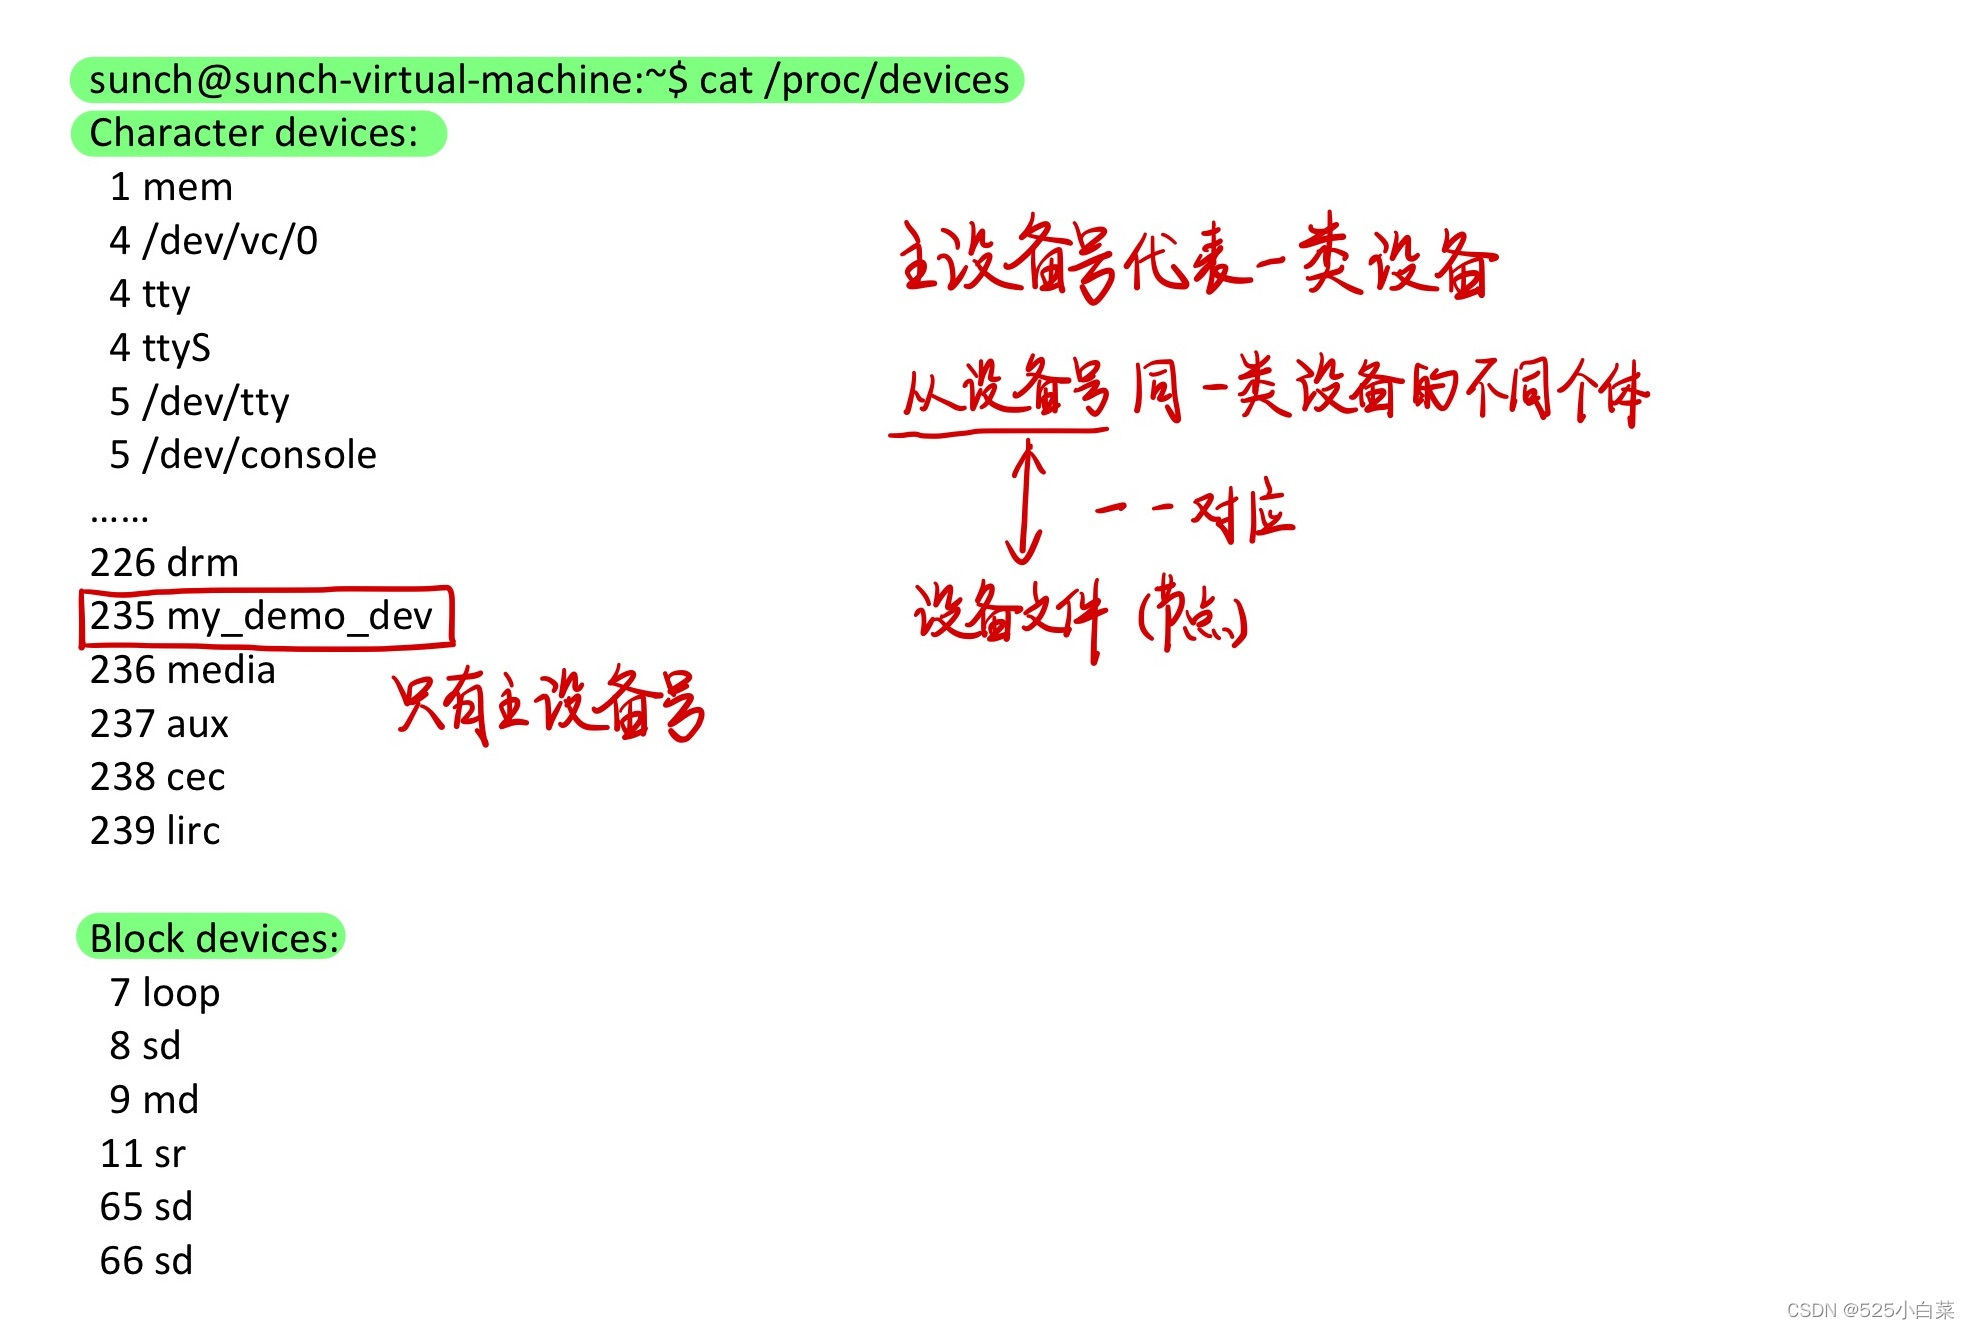 sunch@sunch-virtual-machine:~$ cat /proc/devices
Character devices:
1 mem
4 /dev/vc/0
4 tty
4 ttyS
5 /dev/tty
5 /dev/console
......
226 drm
235 my_demo_dev
236 media
237 aux
238 cec
239 lirc
只有主设备号
主设备号代表一类设备
从设备号 同一类设备的不同个体
一一对应
设备文件 (节点)
Block devices:
7 loop
8 sd
9 md
11 sr
65 sd
66 sd
CSDN @525小白菜